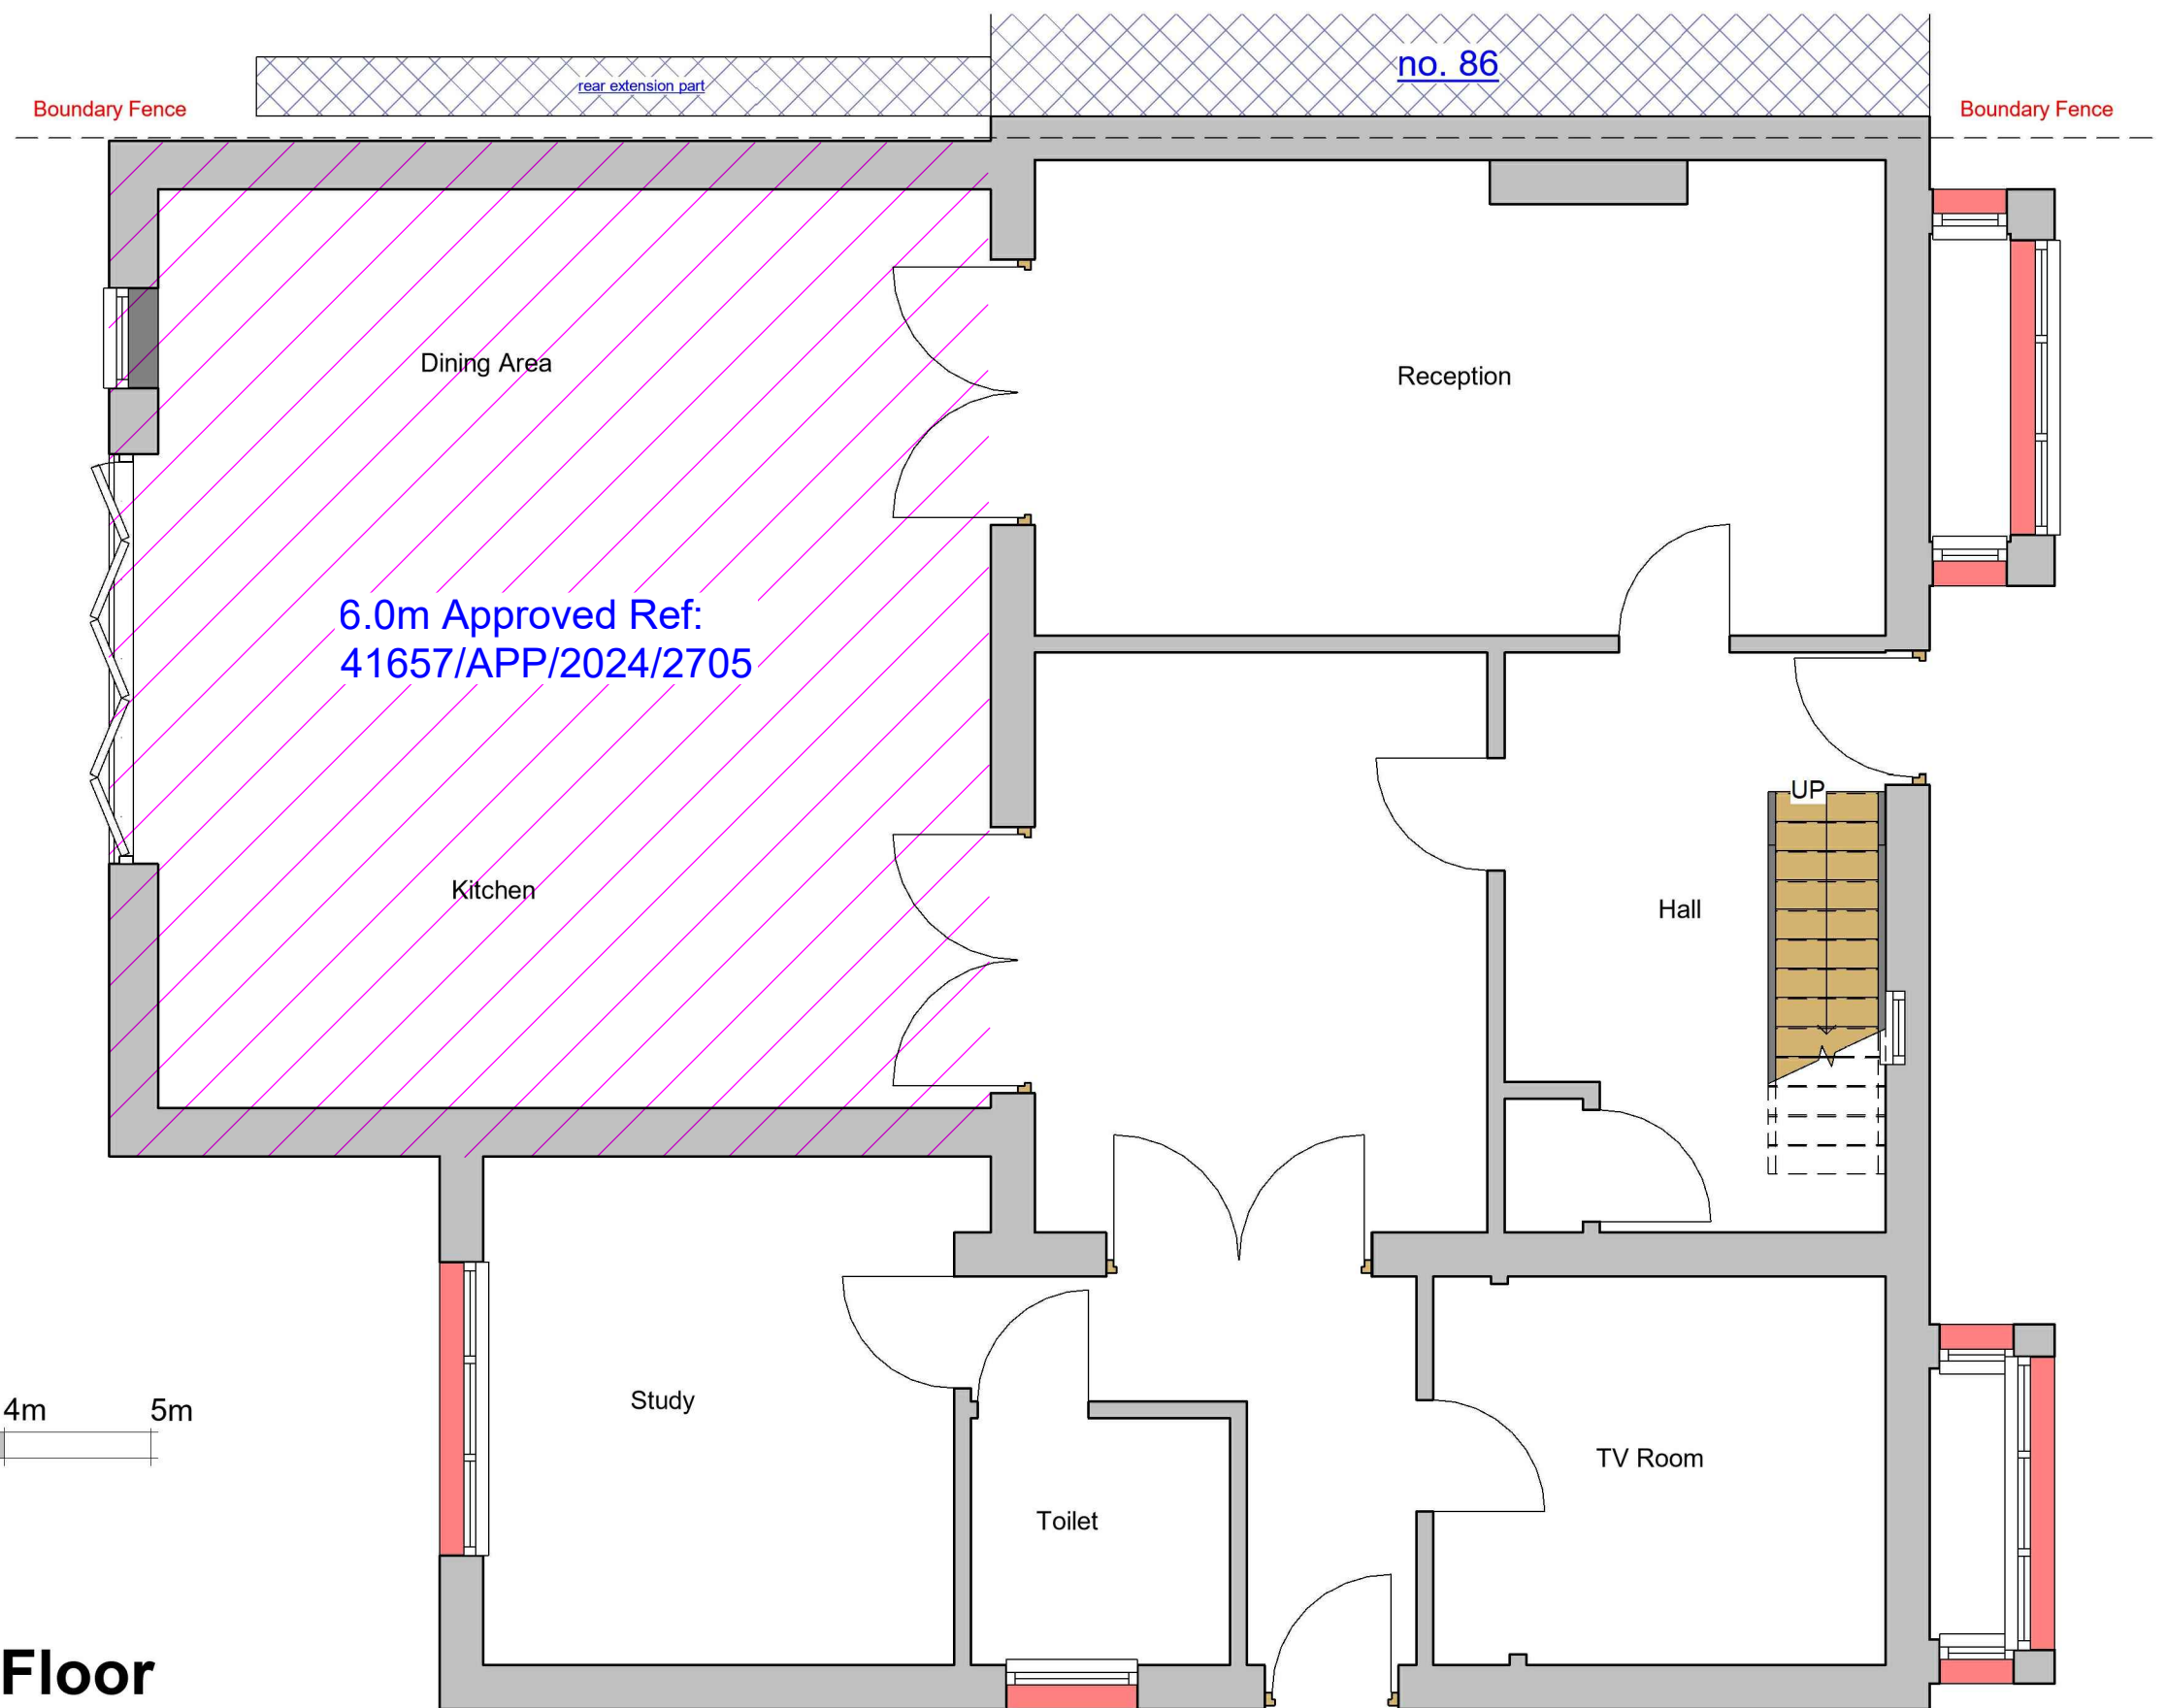 no. 86
rear extension part
Boundary Fence
Boundary Fence
Dining Area
Reception
6.0m Approved Ref:
41657/APP/2024/2705
UP
Kitchen
Hall
Study
4m
5m
TV Room
Toilet
Floor